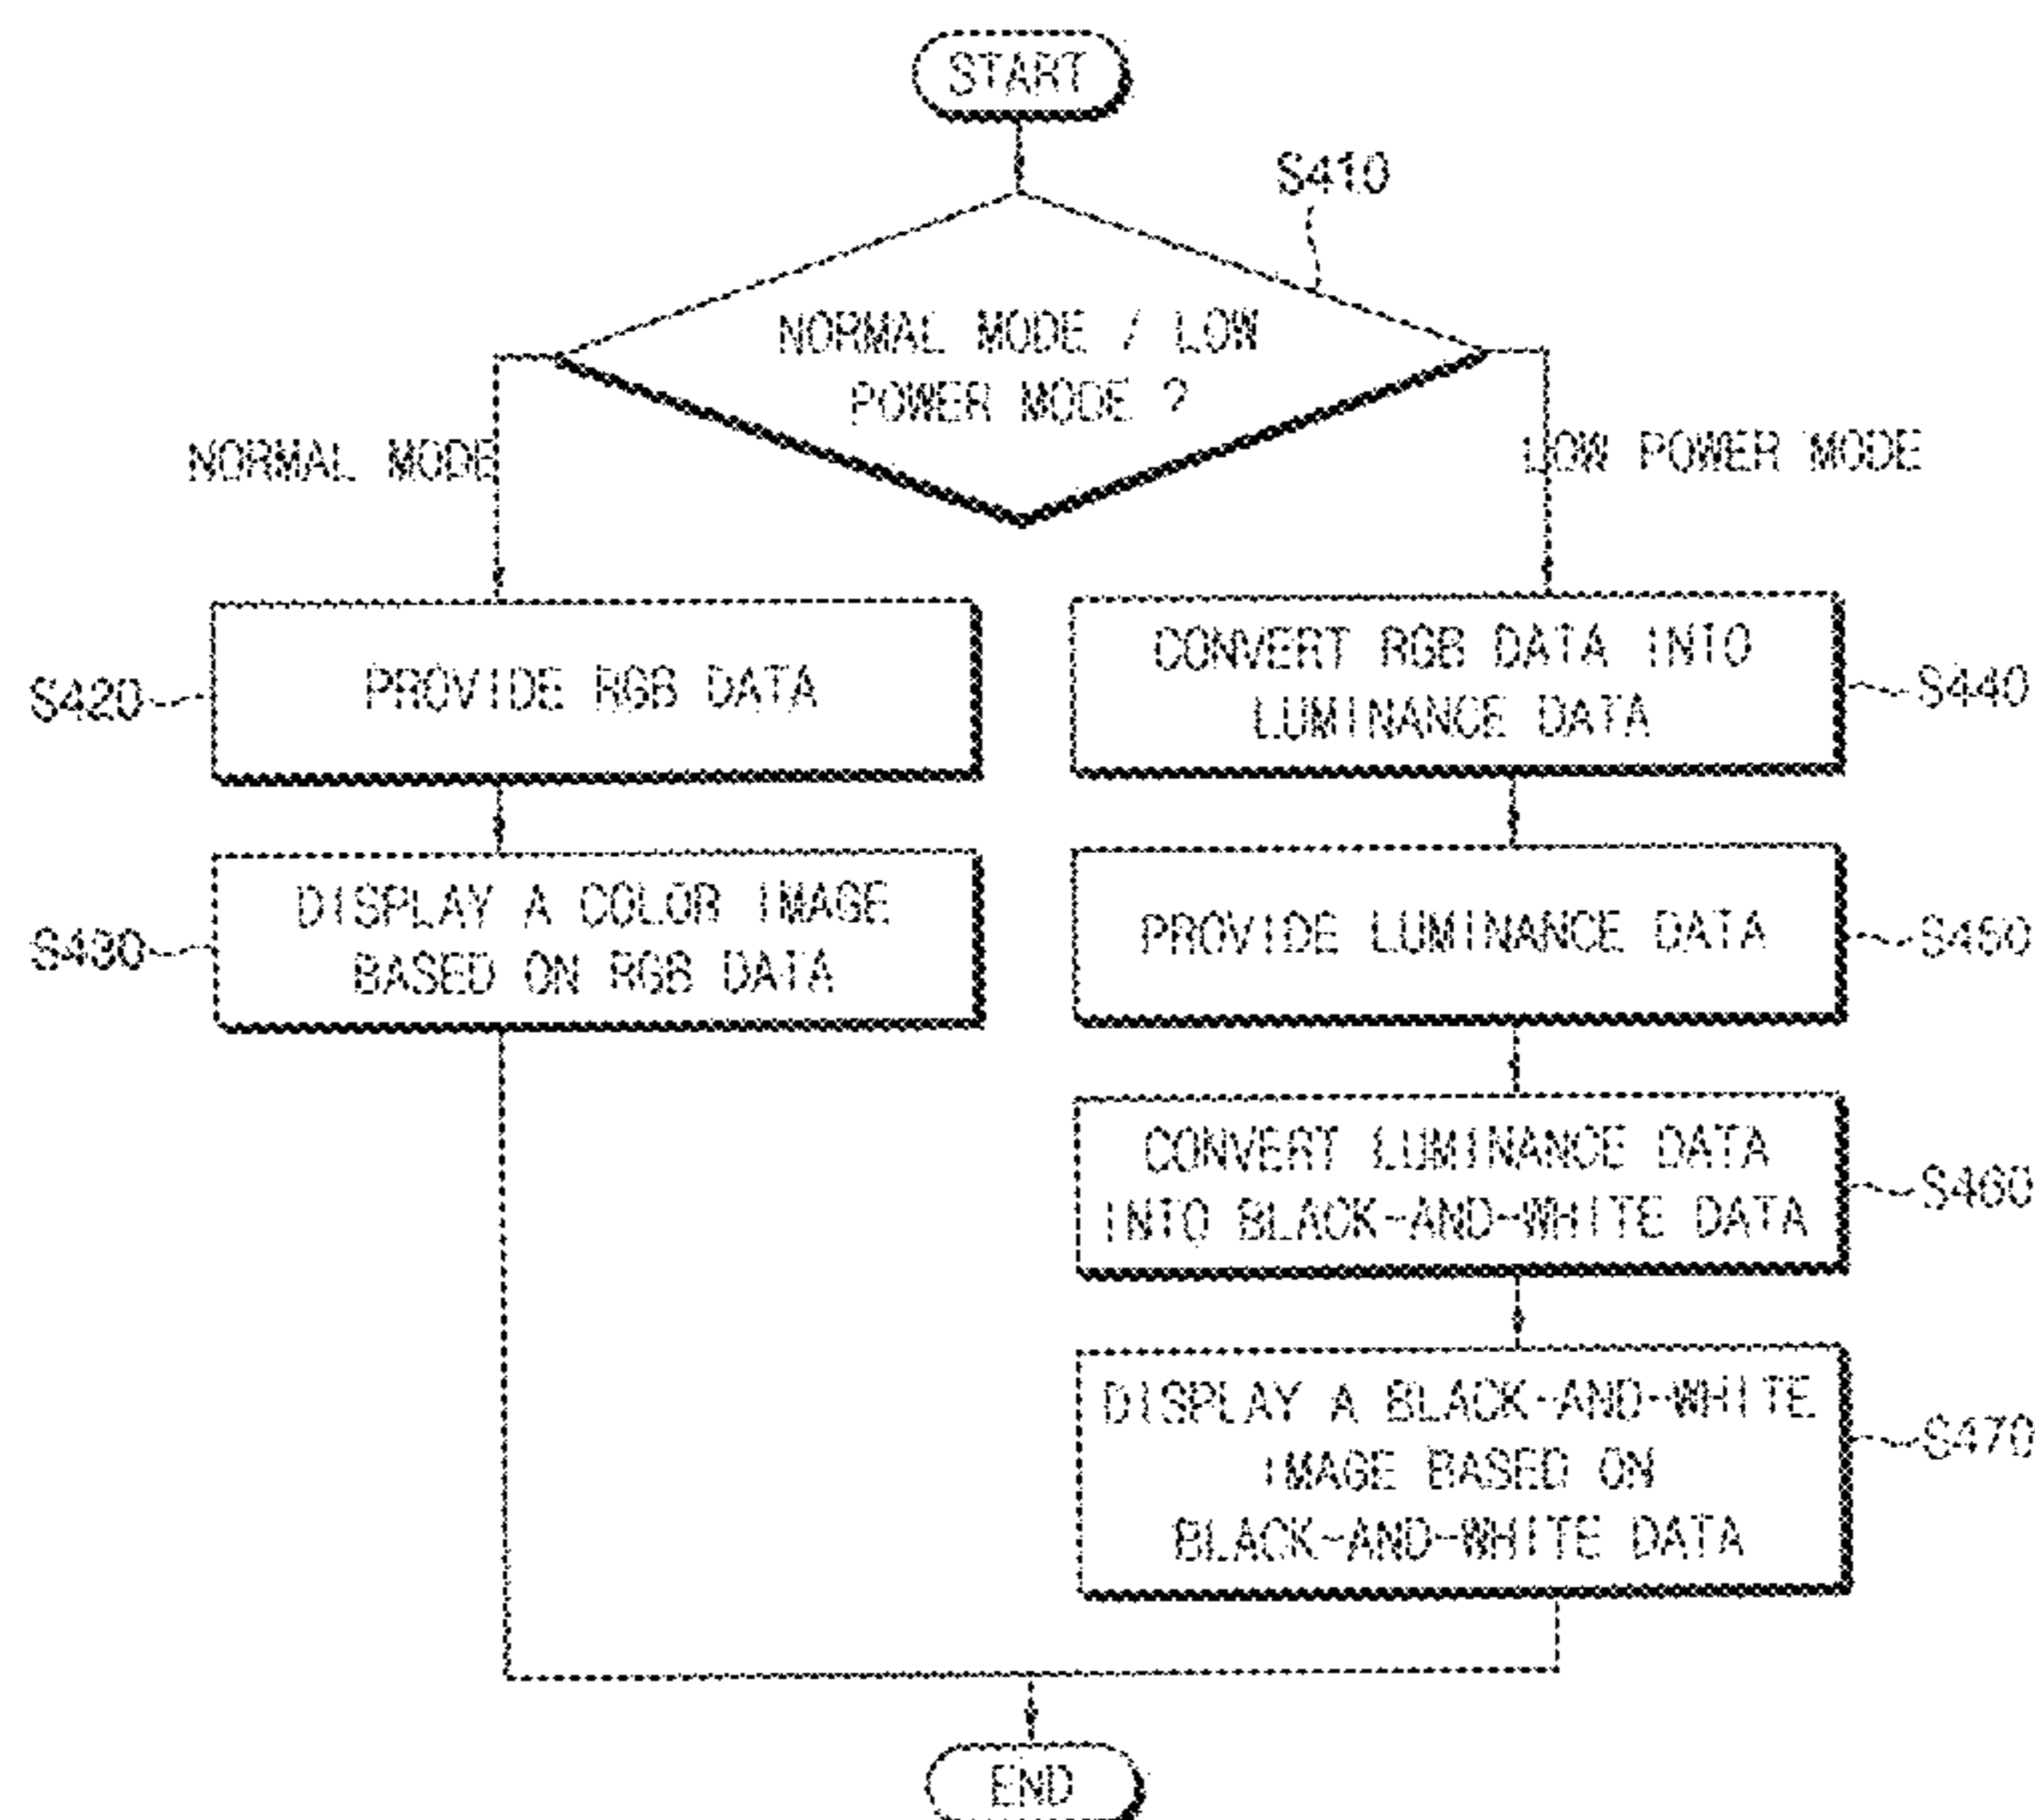 START
S410
NORMAL MODE / LOW
POWER MODE ?
NORMAL MODE
LOW POWER MODE
S420
PROVIDE RGB DATA
CONVERT RGB DATA INTO
LUMINANCE DATA
S440
S430
DISPLAY A COLOR IMAGE
BASED ON RGB DATA
PROVIDE LUMINANCE DATA
S450
CONVERT LUMINANCE DATA
INTO BLACK-AND-WHITE DATA
S460
DISPLAY A BLACK-AND-WHITE
IMAGE BASED ON
BLACK-AND-WHITE DATA
S470
END